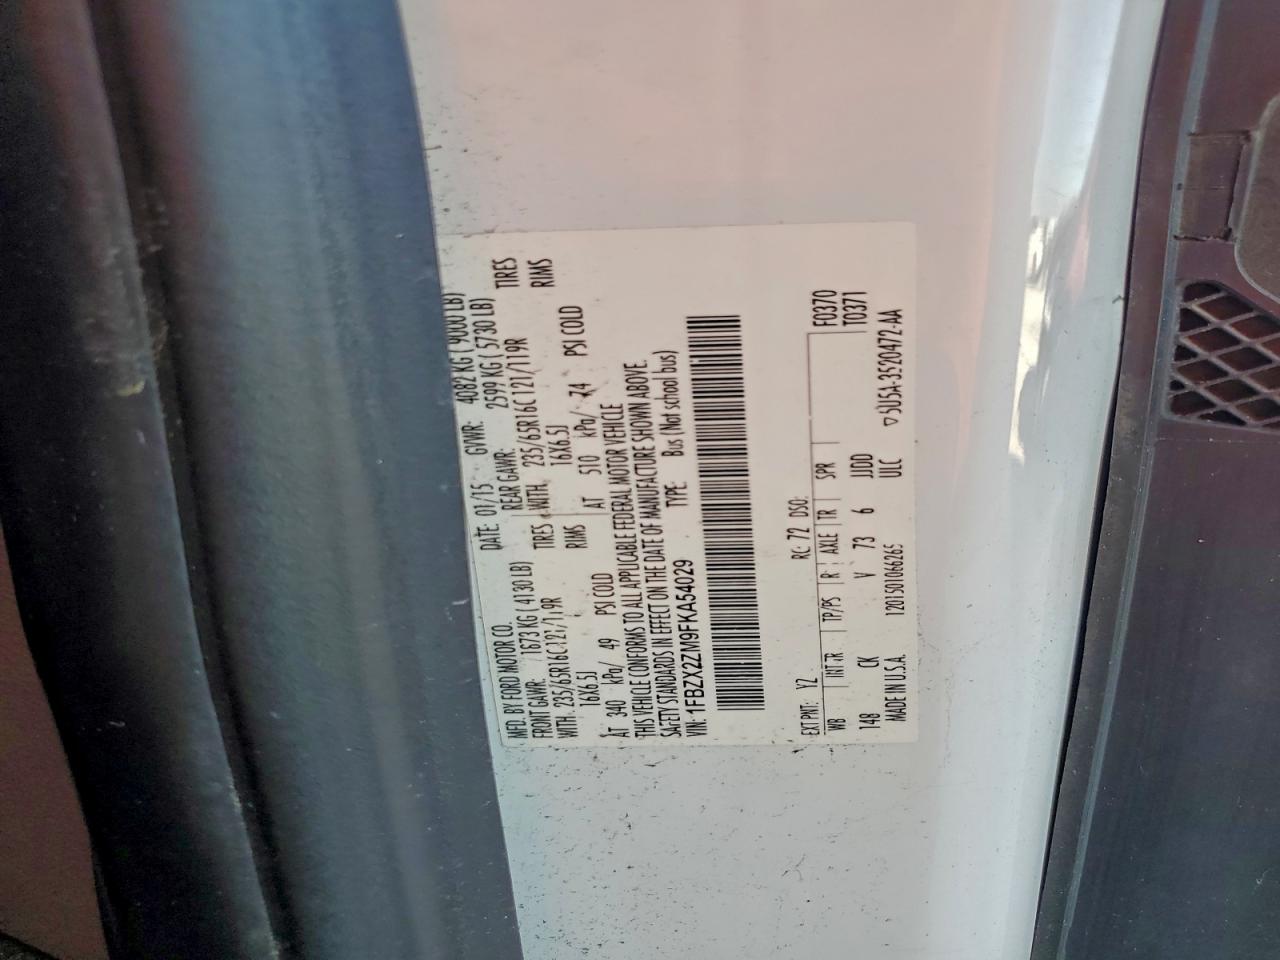 MFD. BY FORD MOTOR CO. DATE: 01/15 GVWR: 4082 KG ( 9000 LB)
FRONT GAWR: 1673 KG ( 4130 LB) REAR GAWR: 2599 KG ( 5730 LB)
WITH 235/65R16C 121/119R TIRES WITH 235/65R16C 121/119R TIRES
16X6.5J RIMS 16X6.5J RIMS
AT 340 kPa/ 49 PSI COLD AT 510 kPa/ 74 PSI COLD
THIS VEHICLE CONFORMS TO ALL APPLICABLE FEDERAL MOTOR VEHICLE
SAFETY STANDARDS IN EFFECT ON THE DATE OF MANUFACTURE SHOWN ABOVE.
VIN: 1FBZX2ZM9FKA54029 TYPE: Bus (Not school bus)
EXT PNT: YZ RC: 72 DSO: F0370
WB INT TR TP/PS R AXLE TR SPR T0371
148 CK V 73 6 JJDD
MADE IN U.S.A. 1201501066265 ULC ▽5U5A-3520472-AA